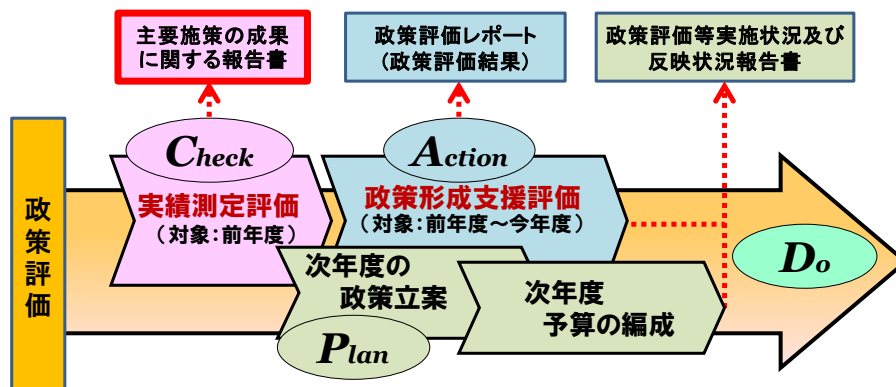 主要施策の成果
に関する報告書
政策評価レポート
(政策評価結果)
政策評価等実施状況及び
反映状況報告書
政策評価
Check
実績測定評価
（対象：前年度）
Action
政策形成支援評価
（対象：前年度～今年度）
次年度の
政策立案
Plan
次年度
予算の編成
Do